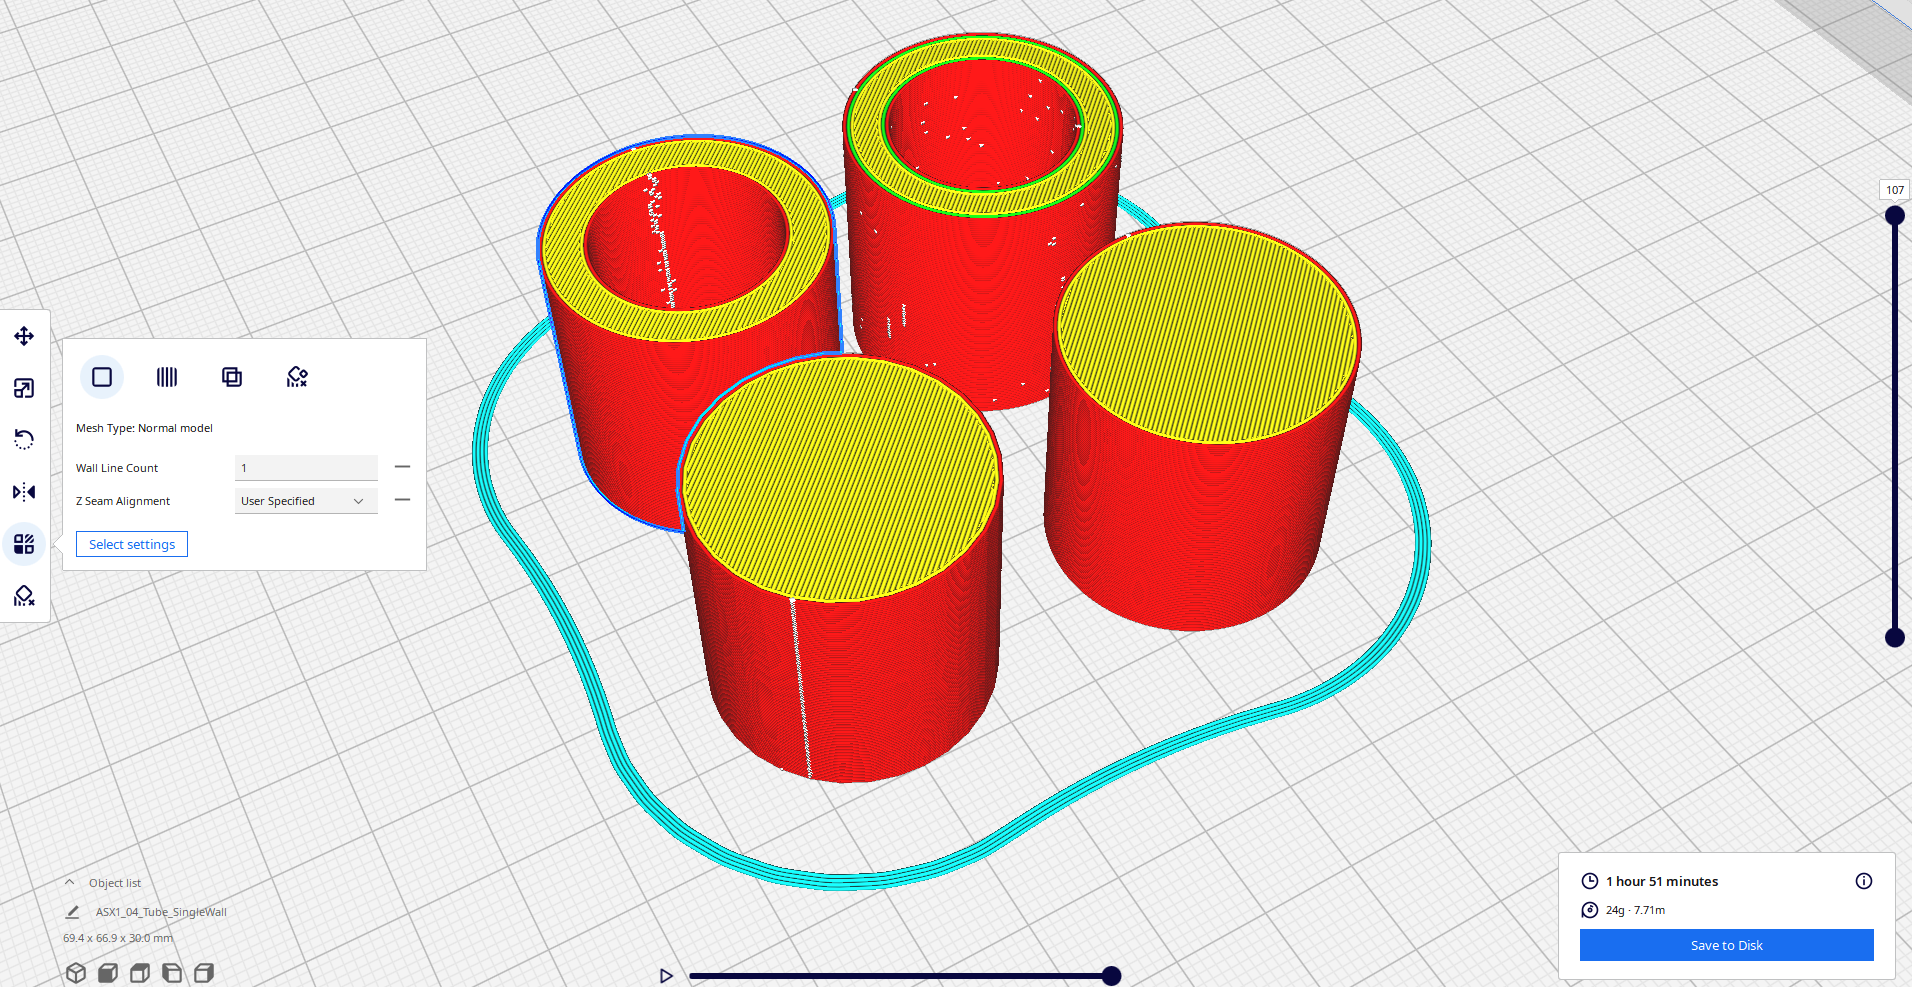 107
Mesh Type: Normal model
Wall Line Count
1
Z Seam Alignment
User Specified
Select settings
Object list
ASX1_04_Tube_SingleWall
69.4 x 66.9 x 30.0 mm
1 hour 51 minutes
24g · 7.71m
Save to Disk